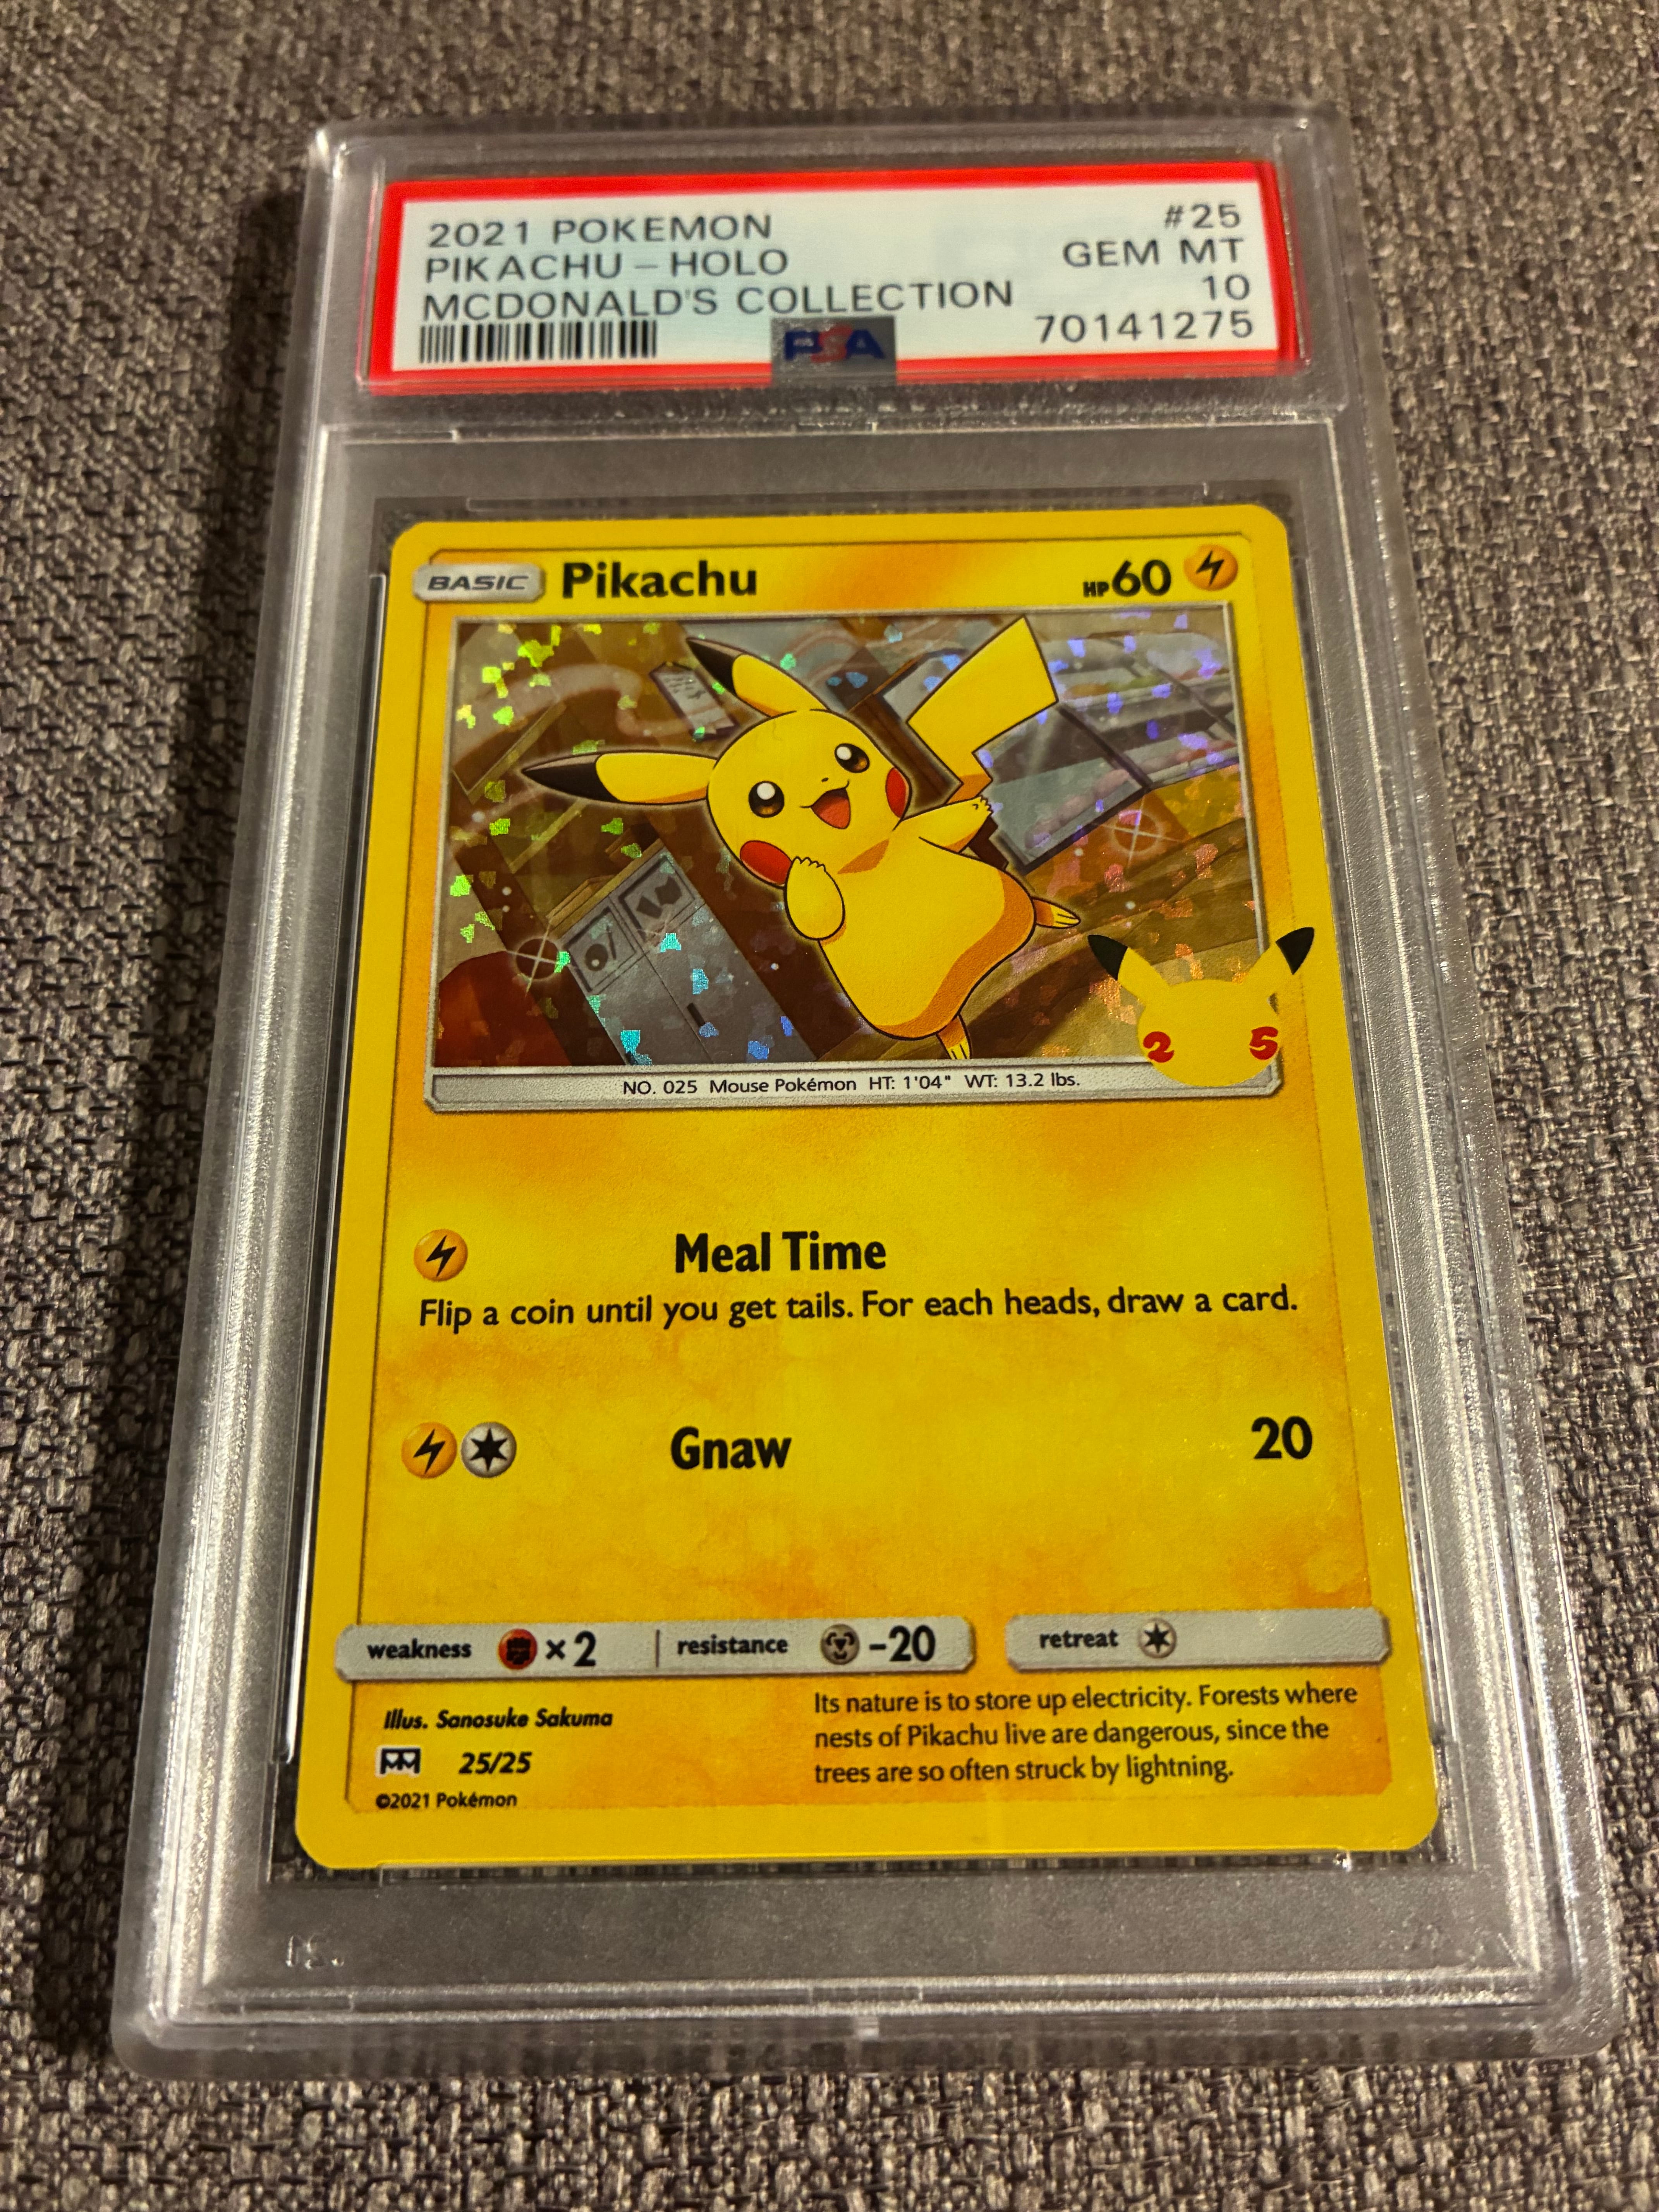 2021 POKEMON #25
PIKACHU – HOLO GEM MT
MCDONALD'S COLLECTION 10
PSA 70141275
BASIC Pikachu HP60
25
NO. 025 Mouse Pokémon HT: 1'04" WT: 13.2 lbs.
Meal Time
Flip a coin until you get tails. For each heads, draw a card.
Gnaw 20
weakness ×2 resistance -20 retreat
Illus. Sanosuke Sakuma
25/25
©2021 Pokémon
Its nature is to store up electricity. Forests where
nests of Pikachu live are dangerous, since the
trees are so often struck by lightning.